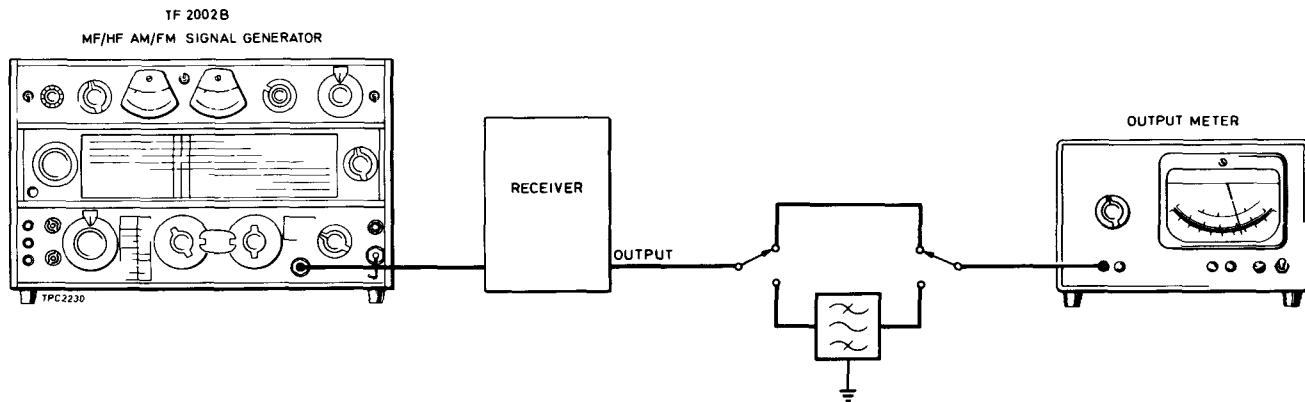 TF 2002B
MF/HF AM/FM SIGNAL GENERATOR
OUTPUT METER
RECEIVER
OUTPUT
TPC2230